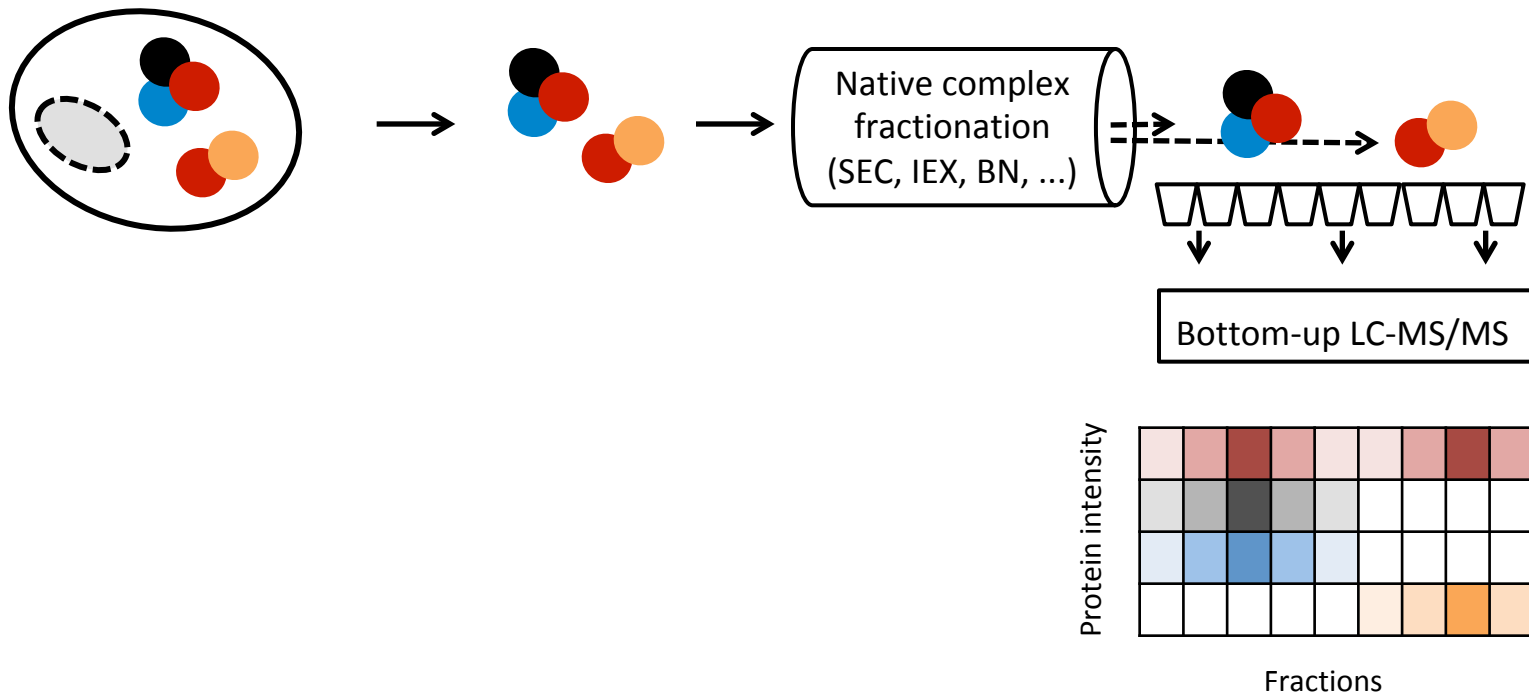 Native complex
fractionation
(SEC, IEX, BN, ...)
Bottom-up LC-MS/MS
Protein intensity
Fractions